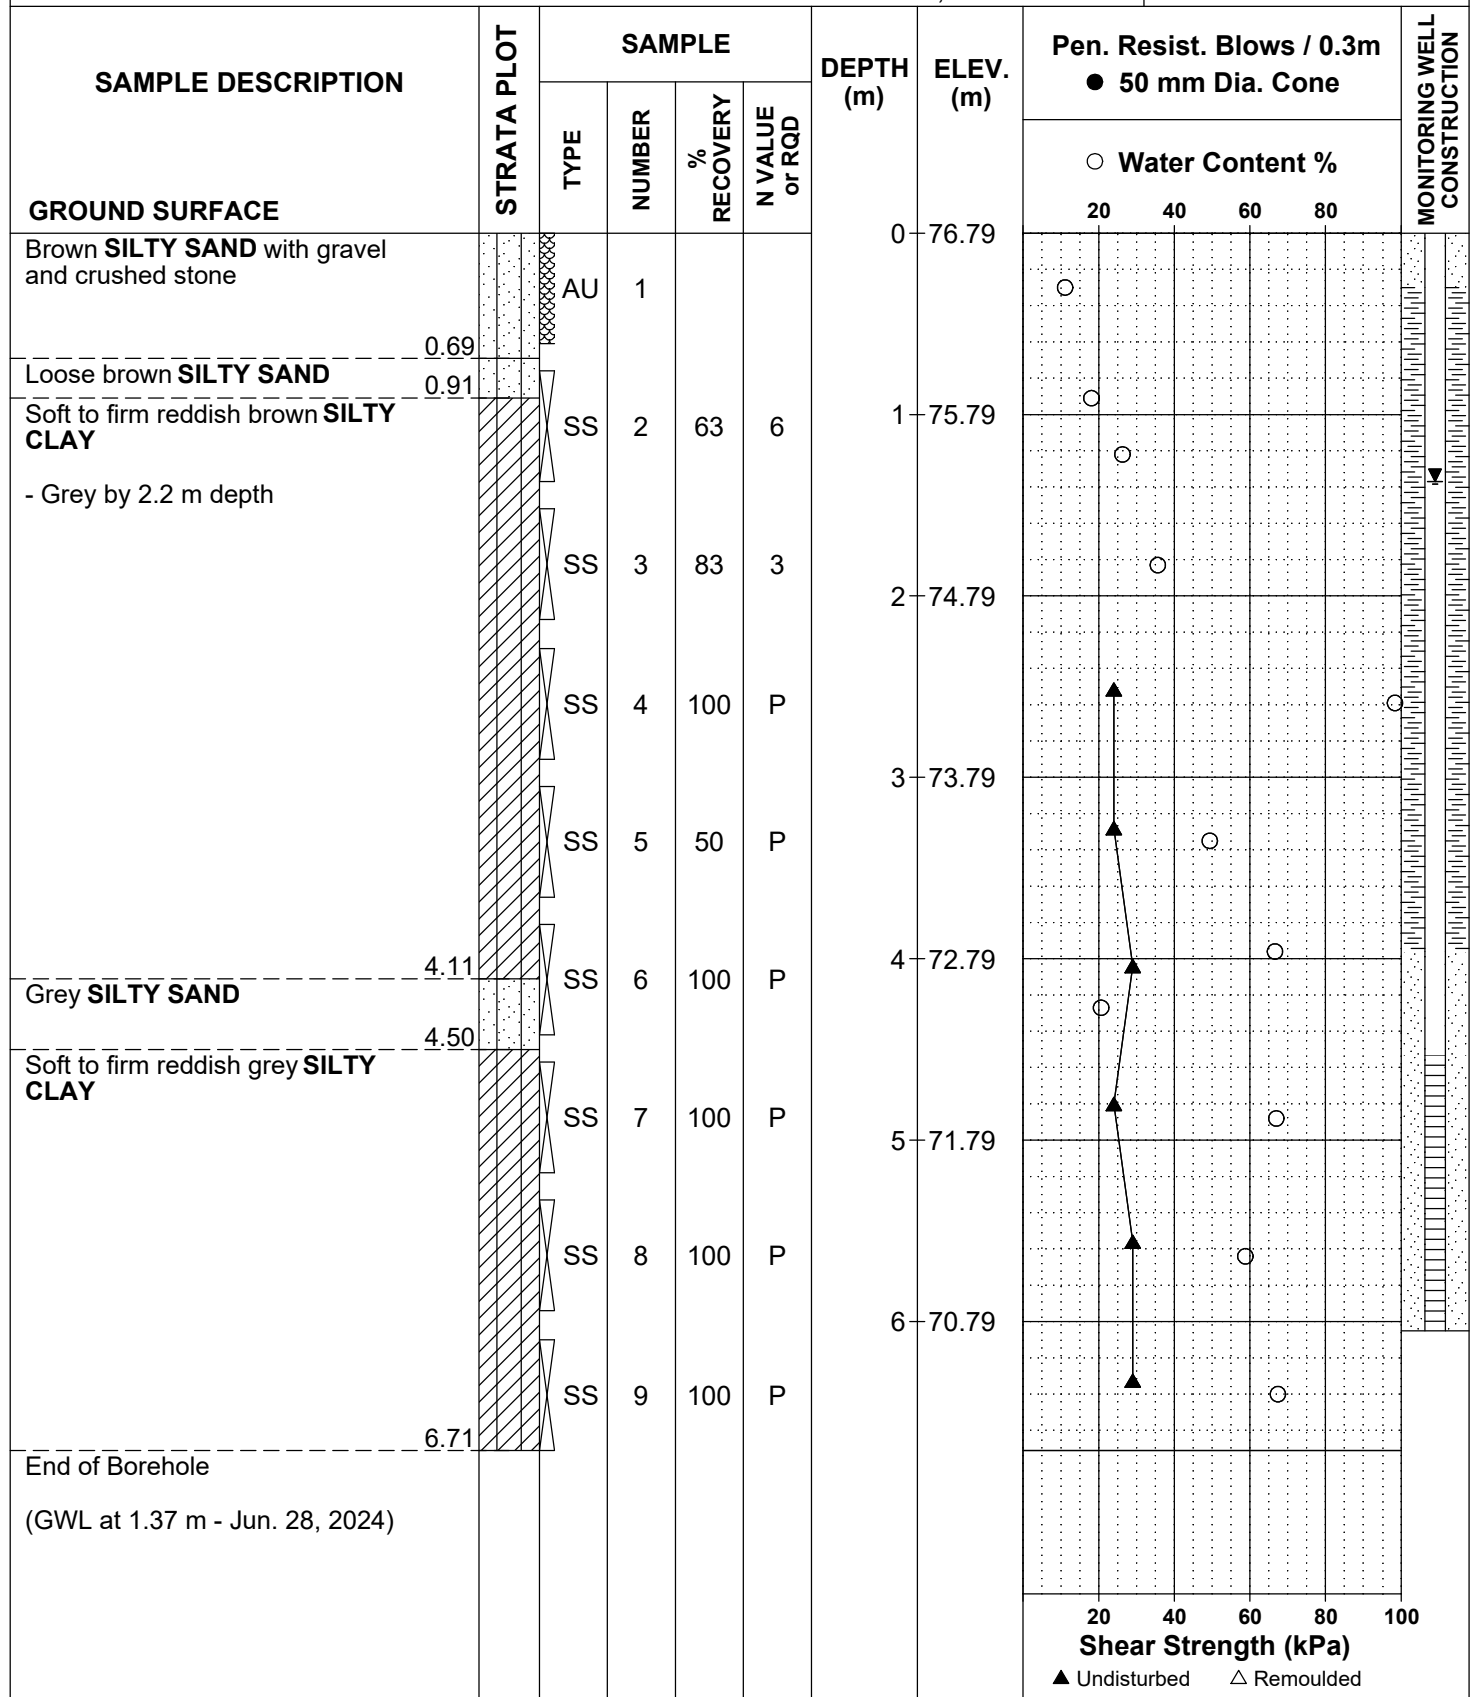 SAMPLE DESCRIPTION
GROUND SURFACE
STRATA PLOT
SAMPLE
TYPE
NUMBER
%
RECOVERY
N VALUE
or RQD
DEPTH
(m)
ELEV.
(m)
Pen. Resist. Blows / 0.3m
● 50 mm Dia. Cone
○ Water Content %
20 40 60 80
MONITORING WELL
CONSTRUCTION
0 76.79
Brown SILTY SAND with gravel
and crushed stone
AU 1
0.69
Loose brown SILTY SAND
0.91
Soft to firm reddish brown SILTY
CLAY
1 75.79
SS 2 63 6
- Grey by 2.2 m depth
SS 3 83 3
2 74.79
SS 4 100 P
3 73.79
SS 5 50 P
4 72.79
4.11
SS 6 100 P
Grey SILTY SAND
4.50
Soft to firm reddish grey SILTY
CLAY
SS 7 100 P
5 71.79
SS 8 100 P
6 70.79
SS 9 100 P
6.71
End of Borehole
(GWL at 1.37 m - Jun. 28, 2024)
20 40 60 80 100
Shear Strength (kPa)
▲ Undisturbed △ Remoulded